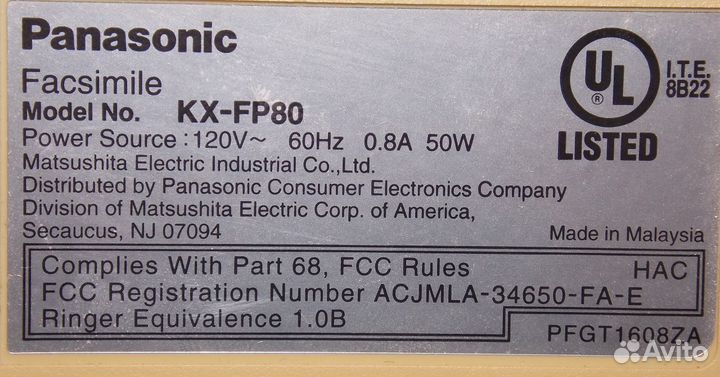 Panasonic
Facsimile
Model No. KX-FP80
Power Source : 120V~ 60Hz 0.8A 50W
Matsushita Electric Industrial Co.,Ltd.
Distributed by Panasonic Consumer Electronics Company
Division of Matsushita Electric Corp. of America,
Secaucus, NJ 07094
Made in Malaysia
UL ®
I.T.E.
8B22
LISTED
Complies With Part 68, FCC Rules HAC
FCC Registration Number ACJMLA-34650-FA-E
Ringer Equivalence 1.0B
PFGT1608ZA
Avito